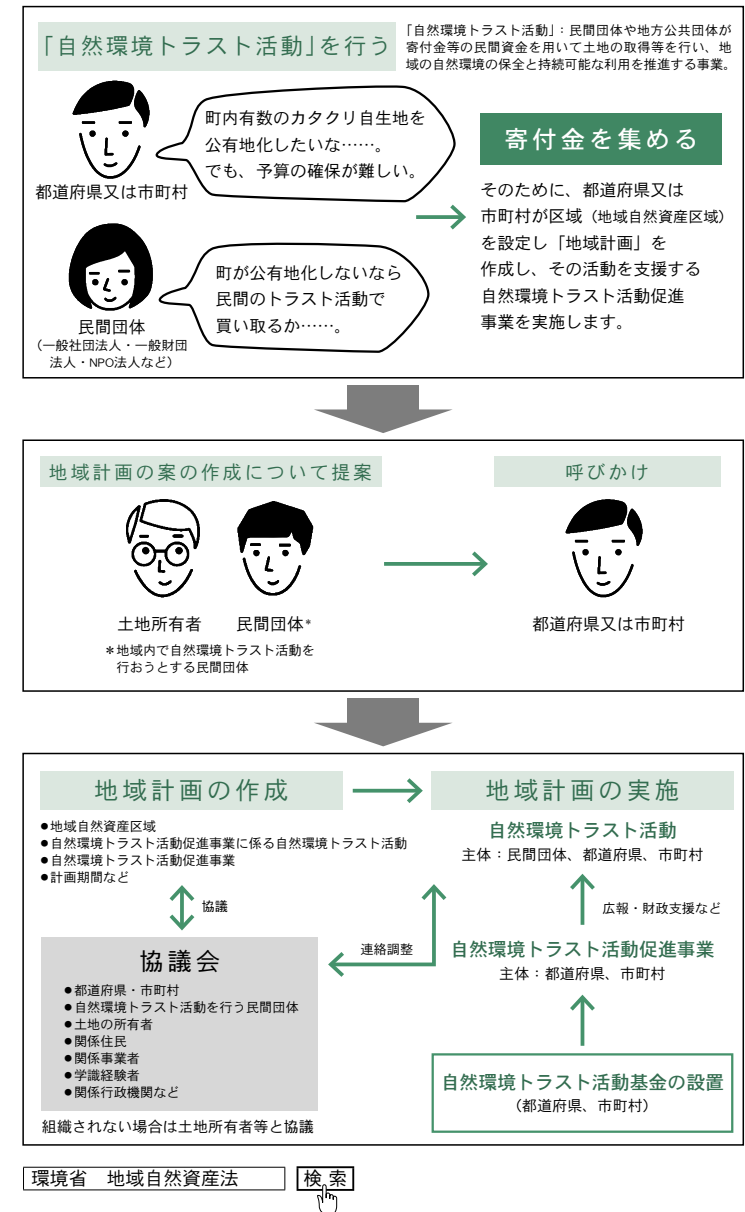 「自然環境トラスト活動」を行う
「自然環境トラスト活動」：民間団体や地方公共団体が
寄付金等の民間資金を用いて土地の取得等を行い、地
域の自然環境の保全と持続可能な利用を推進する事業。
町内有数のカタクリ自生地を
公有地化したいな……。
でも、予算の確保が難しい。
都道府県又は市町村
町が公有地化しないなら
民間のトラスト活動で
買い取るか……。
民間団体
（一般社団法人・一般財団
法人・NPO法人など）
寄付金を集める
そのために、都道府県又は
市町村が区域（地域自然資産区域）
を設定し「地域計画」を
作成し、その活動を支援する
自然環境トラスト活動促進
事業を実施します。
地域計画の案の作成について提案
土地所有者
民間団体*
＊地域内で自然環境トラスト活動を
行おうとする民間団体
呼びかけ
都道府県又は市町村
地域計画の作成
●地域自然資産区域
●自然環境トラスト活動促進事業に係る自然環境トラスト活動
●自然環境トラスト活動促進事業
●計画期間など
協議
協議会
●都道府県・市町村
●自然環境トラスト活動を行う民間団体
●土地の所有者
●関係住民
●関係事業者
●学識経験者
●関係行政機関など
組織されない場合は土地所有者等と協議
連絡調整
地域計画の実施
自然環境トラスト活動
主体：民間団体、都道府県、市町村
広報・財政支援など
自然環境トラスト活動促進事業
主体：都道府県、市町村
自然環境トラスト活動基金の設置
（都道府県、市町村）
環境省　地域自然資産法
検索